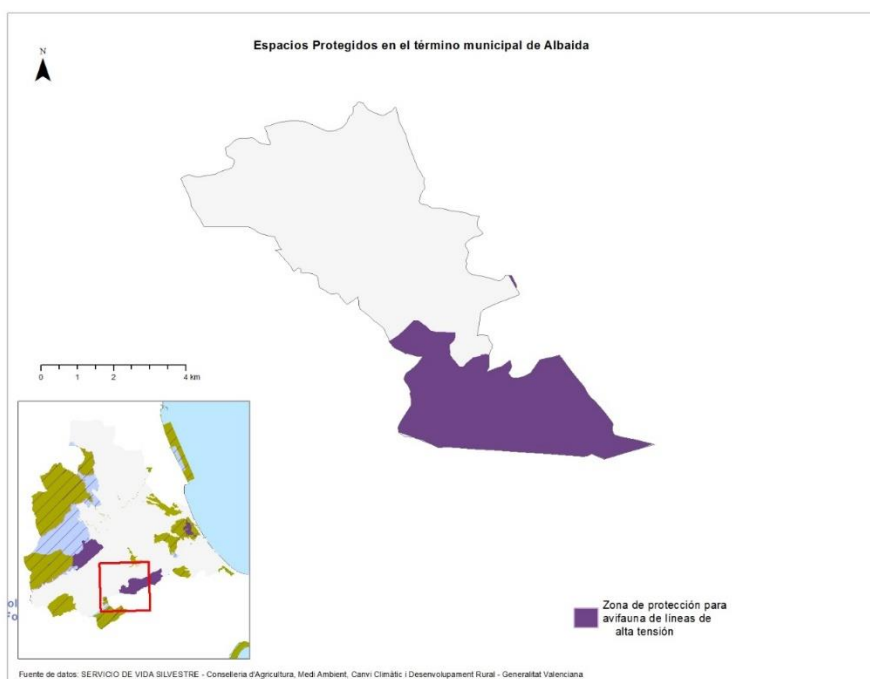 Espacios Protegidos en el término municipal de Albaida
N
0 1 2 4 km
Zona de protección para
avifauna de líneas de
alta tensión
Fuente de datos: SERVICIO DE VIDA SILVESTRE - Conselleria d'Agricultura, Medi Ambient, Canvi Climàtic i Desenvolupament Rural - Generalitat Valenciana